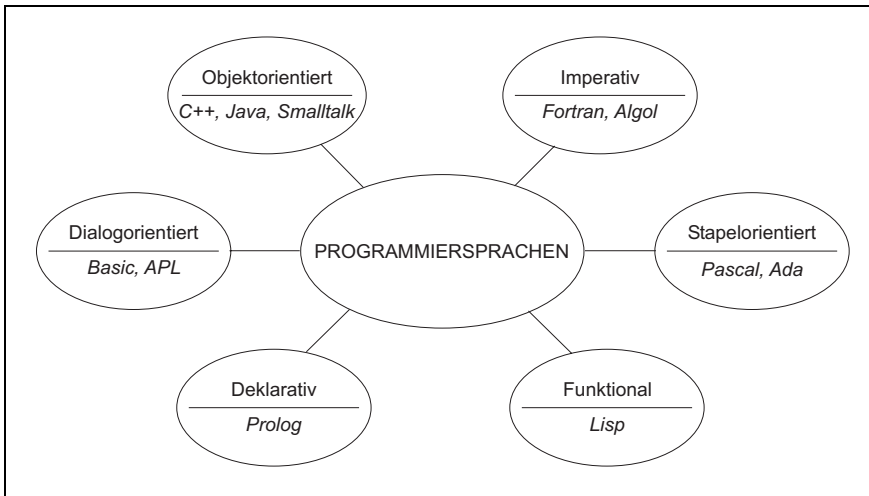 Objektorientiert
C++, Java, Smalltalk
Imperativ
Fortran, Algol
Dialogorientiert
Basic, APL
PROGRAMMIERSPRACHEN
Stapelorientiert
Pascal, Ada
Deklarativ
Prolog
Funktional
Lisp